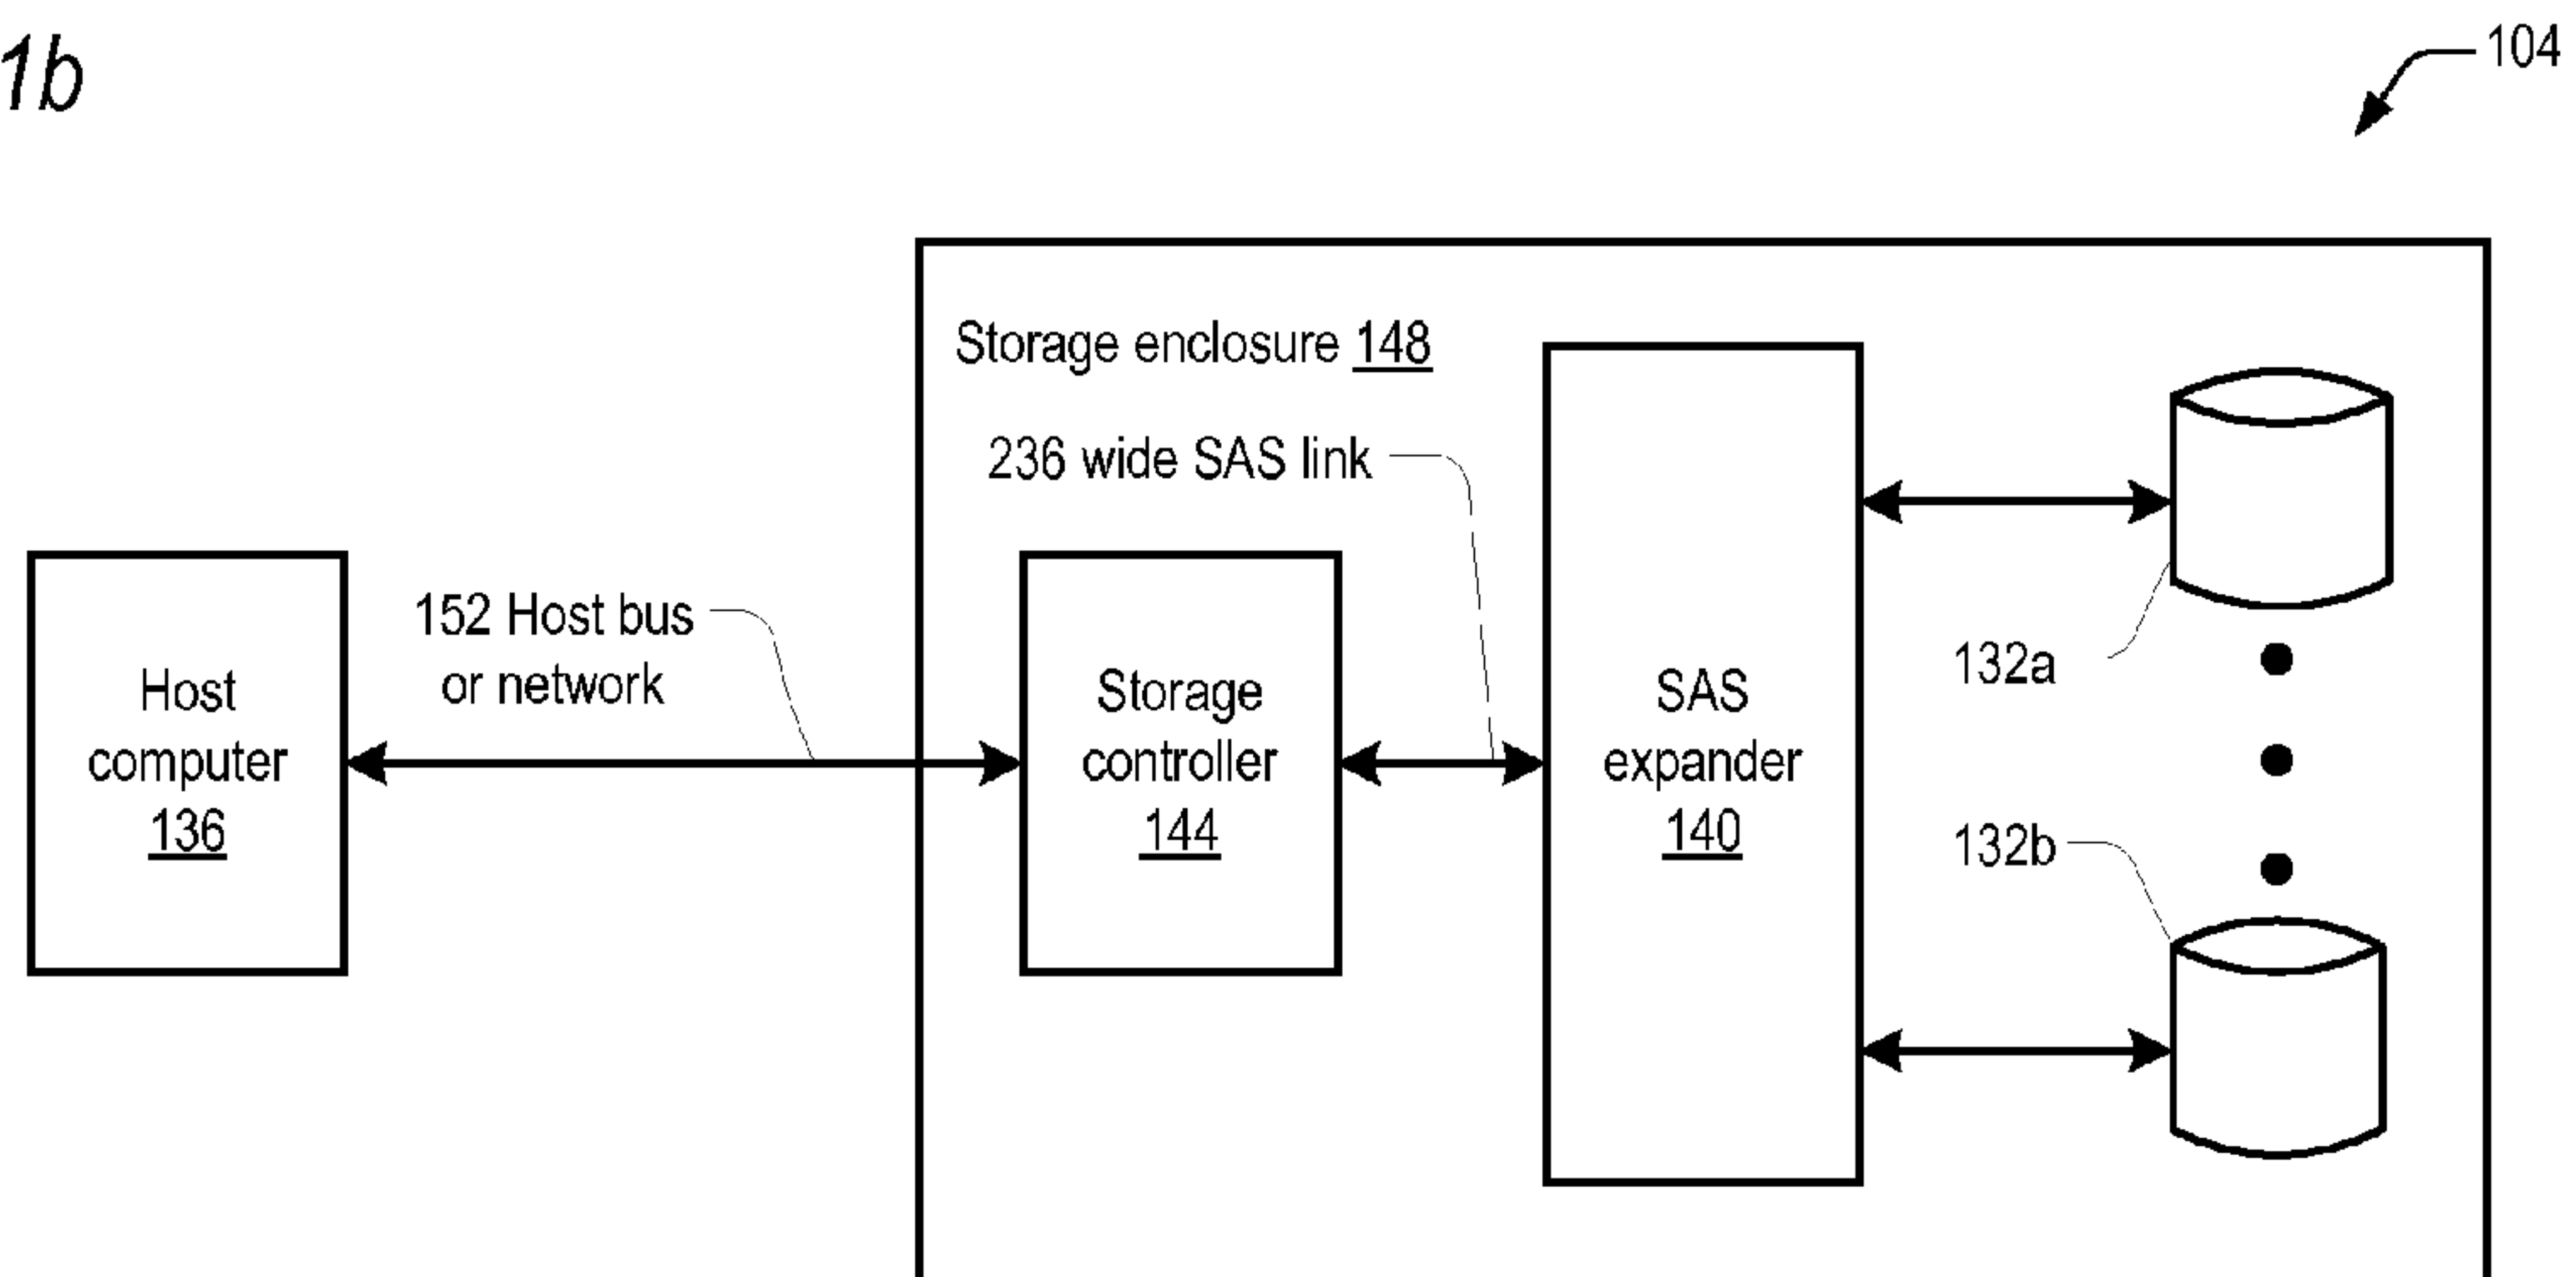 1b
104
Storage enclosure 148
236 wide SAS link
152 Host bus
or network
Host
computer
136
Storage
controller
144
SAS
expander
140
132a
132b